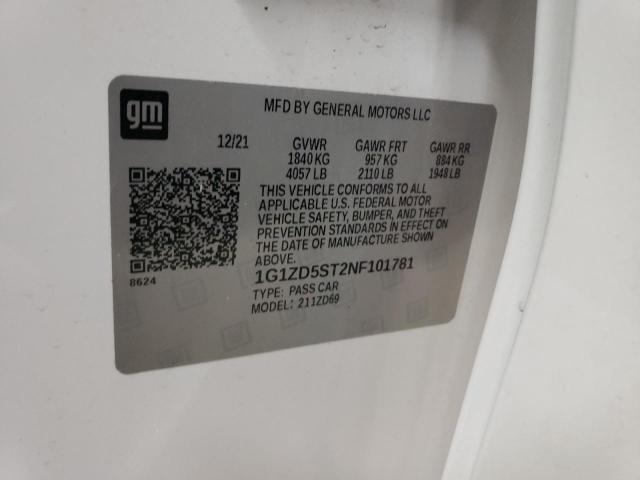 gm
MFD BY GENERAL MOTORS LLC
12/21 GVWR GAWR FRT GAWR RR
1840 KG 957 KG 884 KG
4057 LB 2110 LB 1948 LB
THIS VEHICLE CONFORMS TO ALL
APPLICABLE U.S. FEDERAL MOTOR
VEHICLE SAFETY, BUMPER, AND THEFT
PREVENTION STANDARDS IN EFFECT ON
THE DATE OF MANUFACTURE SHOWN
ABOVE.
8624
1G1ZD5ST2NF101781
TYPE: PASS CAR
MODEL: 211ZD69